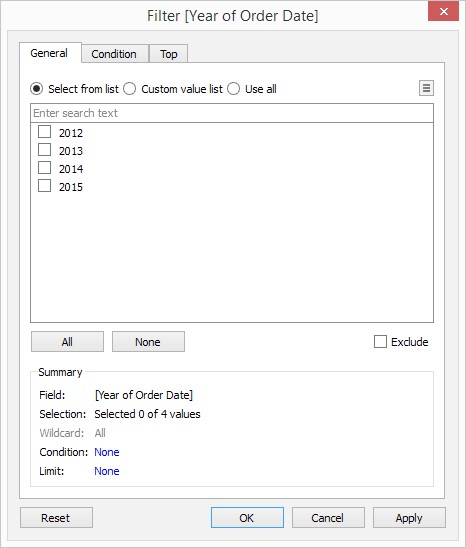 Filter [Year of Order Date]
General Condition Top
Select from list Custom value list Use all
Enter search text
2012
2013
2014
2015
All None Exclude
Summary
Field: [Year of Order Date]
Selection: Selected 0 of 4 values
Wildcard: All
Condition: None
Limit: None
Reset OK Cancel Apply